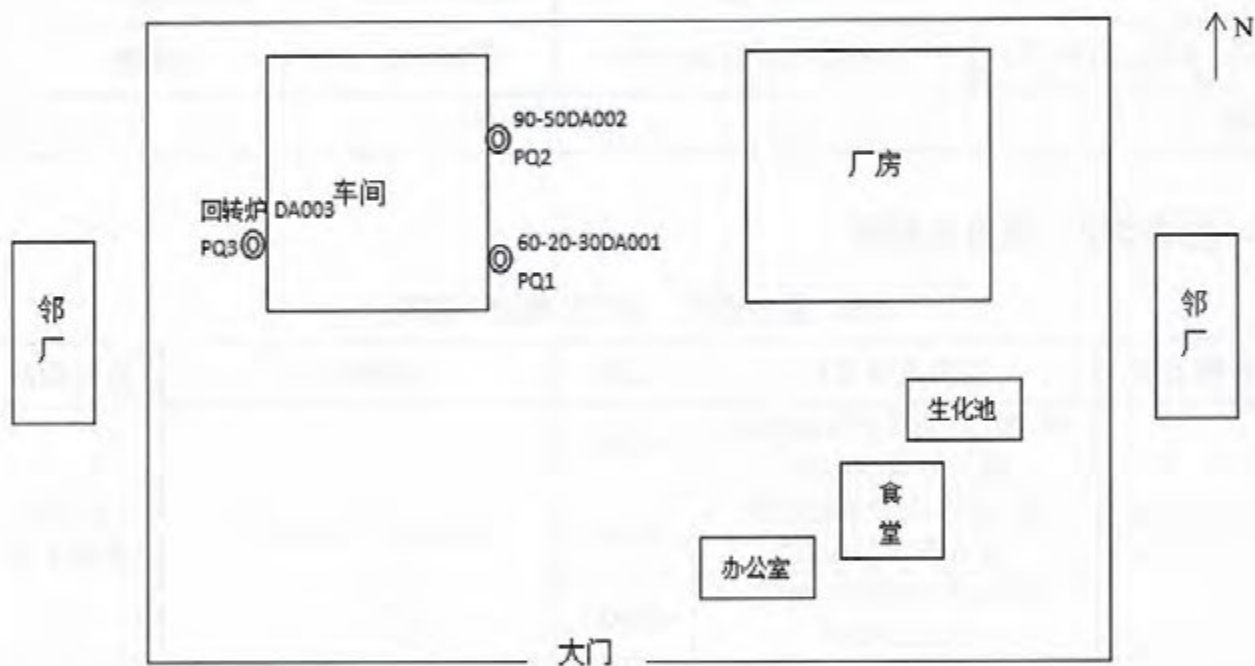 N
90-50DA002
PQ2
车间
厂房
回转炉 DA003
PQ3
60-20-30DA001
PQ1
邻
厂
邻
厂
生化池
食
堂
办公室
大门